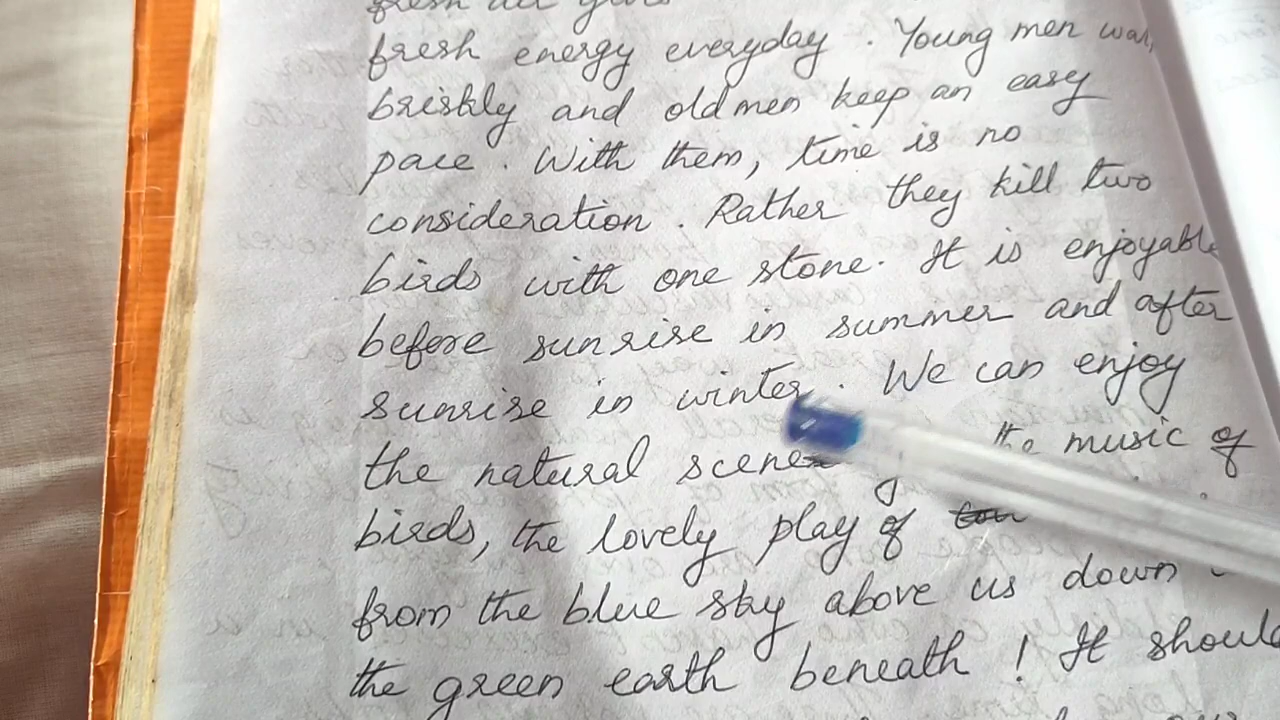 fresh energy everyday. Young men
briskly and old men keep an easy
pace. With them, time is no
consideration. Rather they kill two
birds with one stone. It is enjoyable
before sunrise in summer and after
sunrise in winter. We can enjoy
the natural the music of
birds, the lovely play of
from the blue sky above us down
the green earth beneath! It should